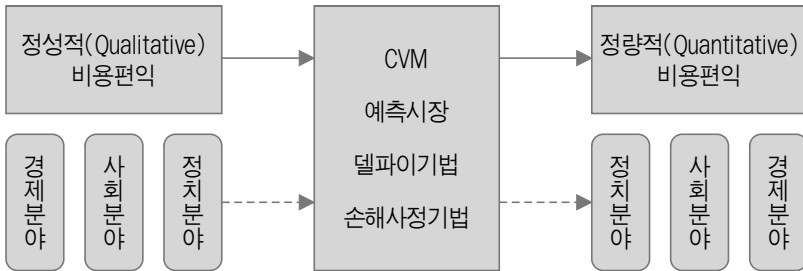 정성적(Qualitative)
비용편익
경제분야
사회분야
정치분야
CVM
예측시장
델파이기법
손해사정기법
정량적(Quantitative)
비용편익
정치분야
사회분야
경제분야